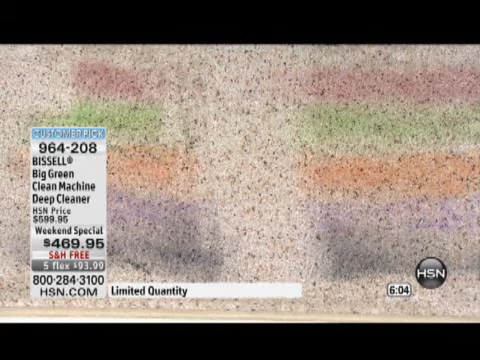 CUSTOMER PICK
964-208
BISSELL®
Big Green
Clean Machine
Deep Cleaner
HSN Price
$599.95
Weekend Special
$469.95
S&H FREE
5 flex $93.99
800·284·3100
HSN.COM
Limited Quantity
6:04
HSN